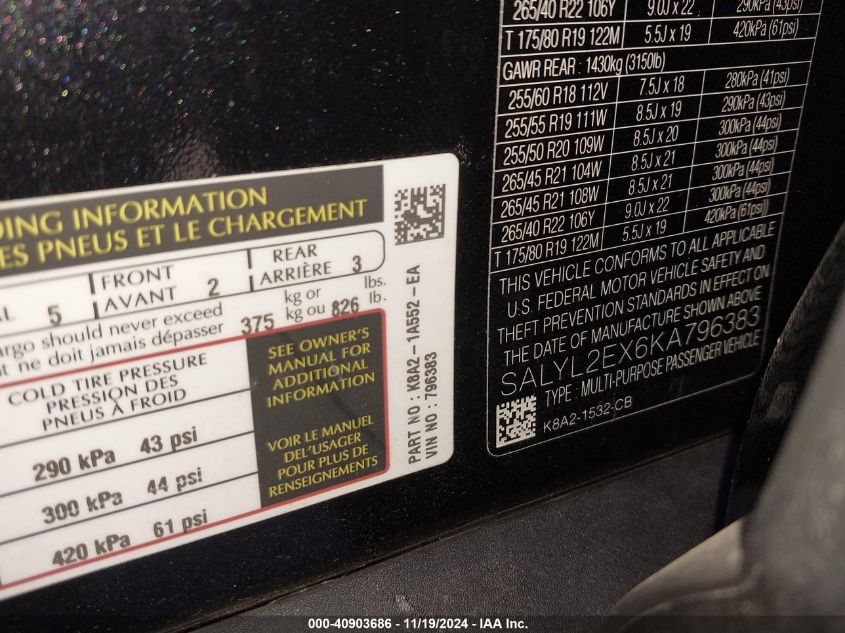 DING INFORMATION
ES PNEUS ET LE CHARGEMENT
5
FRONT
AVANT 2
REAR
ARRIÈRE 3
argo should never exceed
ne doit jamais dépasser 375 kg or
kg ou 826 lbs.
lb.
COLD TIRE PRESSURE
PRESSION DES
PNEUS À FROID
290 kPa 43 psi
300 kPa 44 psi
420 kPa 61 psi
SEE OWNER'S
MANUAL FOR
ADDITIONAL
INFORMATION
VOIR LE MANUEL
DEL'USAGER
POUR PLUS DE
RENSEIGNEMENTS
PART NO : K8A2 - 1A552 - EA
VIN NO : 796383
265/40 R22 106Y 9.0J x 22 290kPa (43psi)
T 175/80 R19 122M 5.5J x 19 420kPa (61psi)
GAWR REAR : 1430kg (3150lb)
255/60 R18 112V 7.5J x 18 280kPa (41psi)
255/55 R19 111W 8.5J x 19 290kPa (43psi)
255/50 R20 109W 8.5J x 20 300kPa (44psi)
265/45 R21 104W 8.5J x 21 300kPa (44psi)
265/45 R21 108W 8.5J x 21 300kPa (44psi)
265/40 R22 106Y 9.0J x 22 300kPa (44psi)
T 175/80 R19 122M 5.5J x 19 420kPa (61psi))
THIS VEHICLE CONFORMS TO ALL APPLICABLE
U.S. FEDERAL MOTOR VEHICLE SAFETY AND
THEFT PREVENTION STANDARDS IN EFFECT ON
THE DATE OF MANUFACTURE SHOWN ABOVE
SALYL2EX6KA796383
TYPE : MULTI-PURPOSE PASSENGER VEHICLE
K8A2-1532-CB
000-40903686 - 11/19/2024 - IAA Inc.